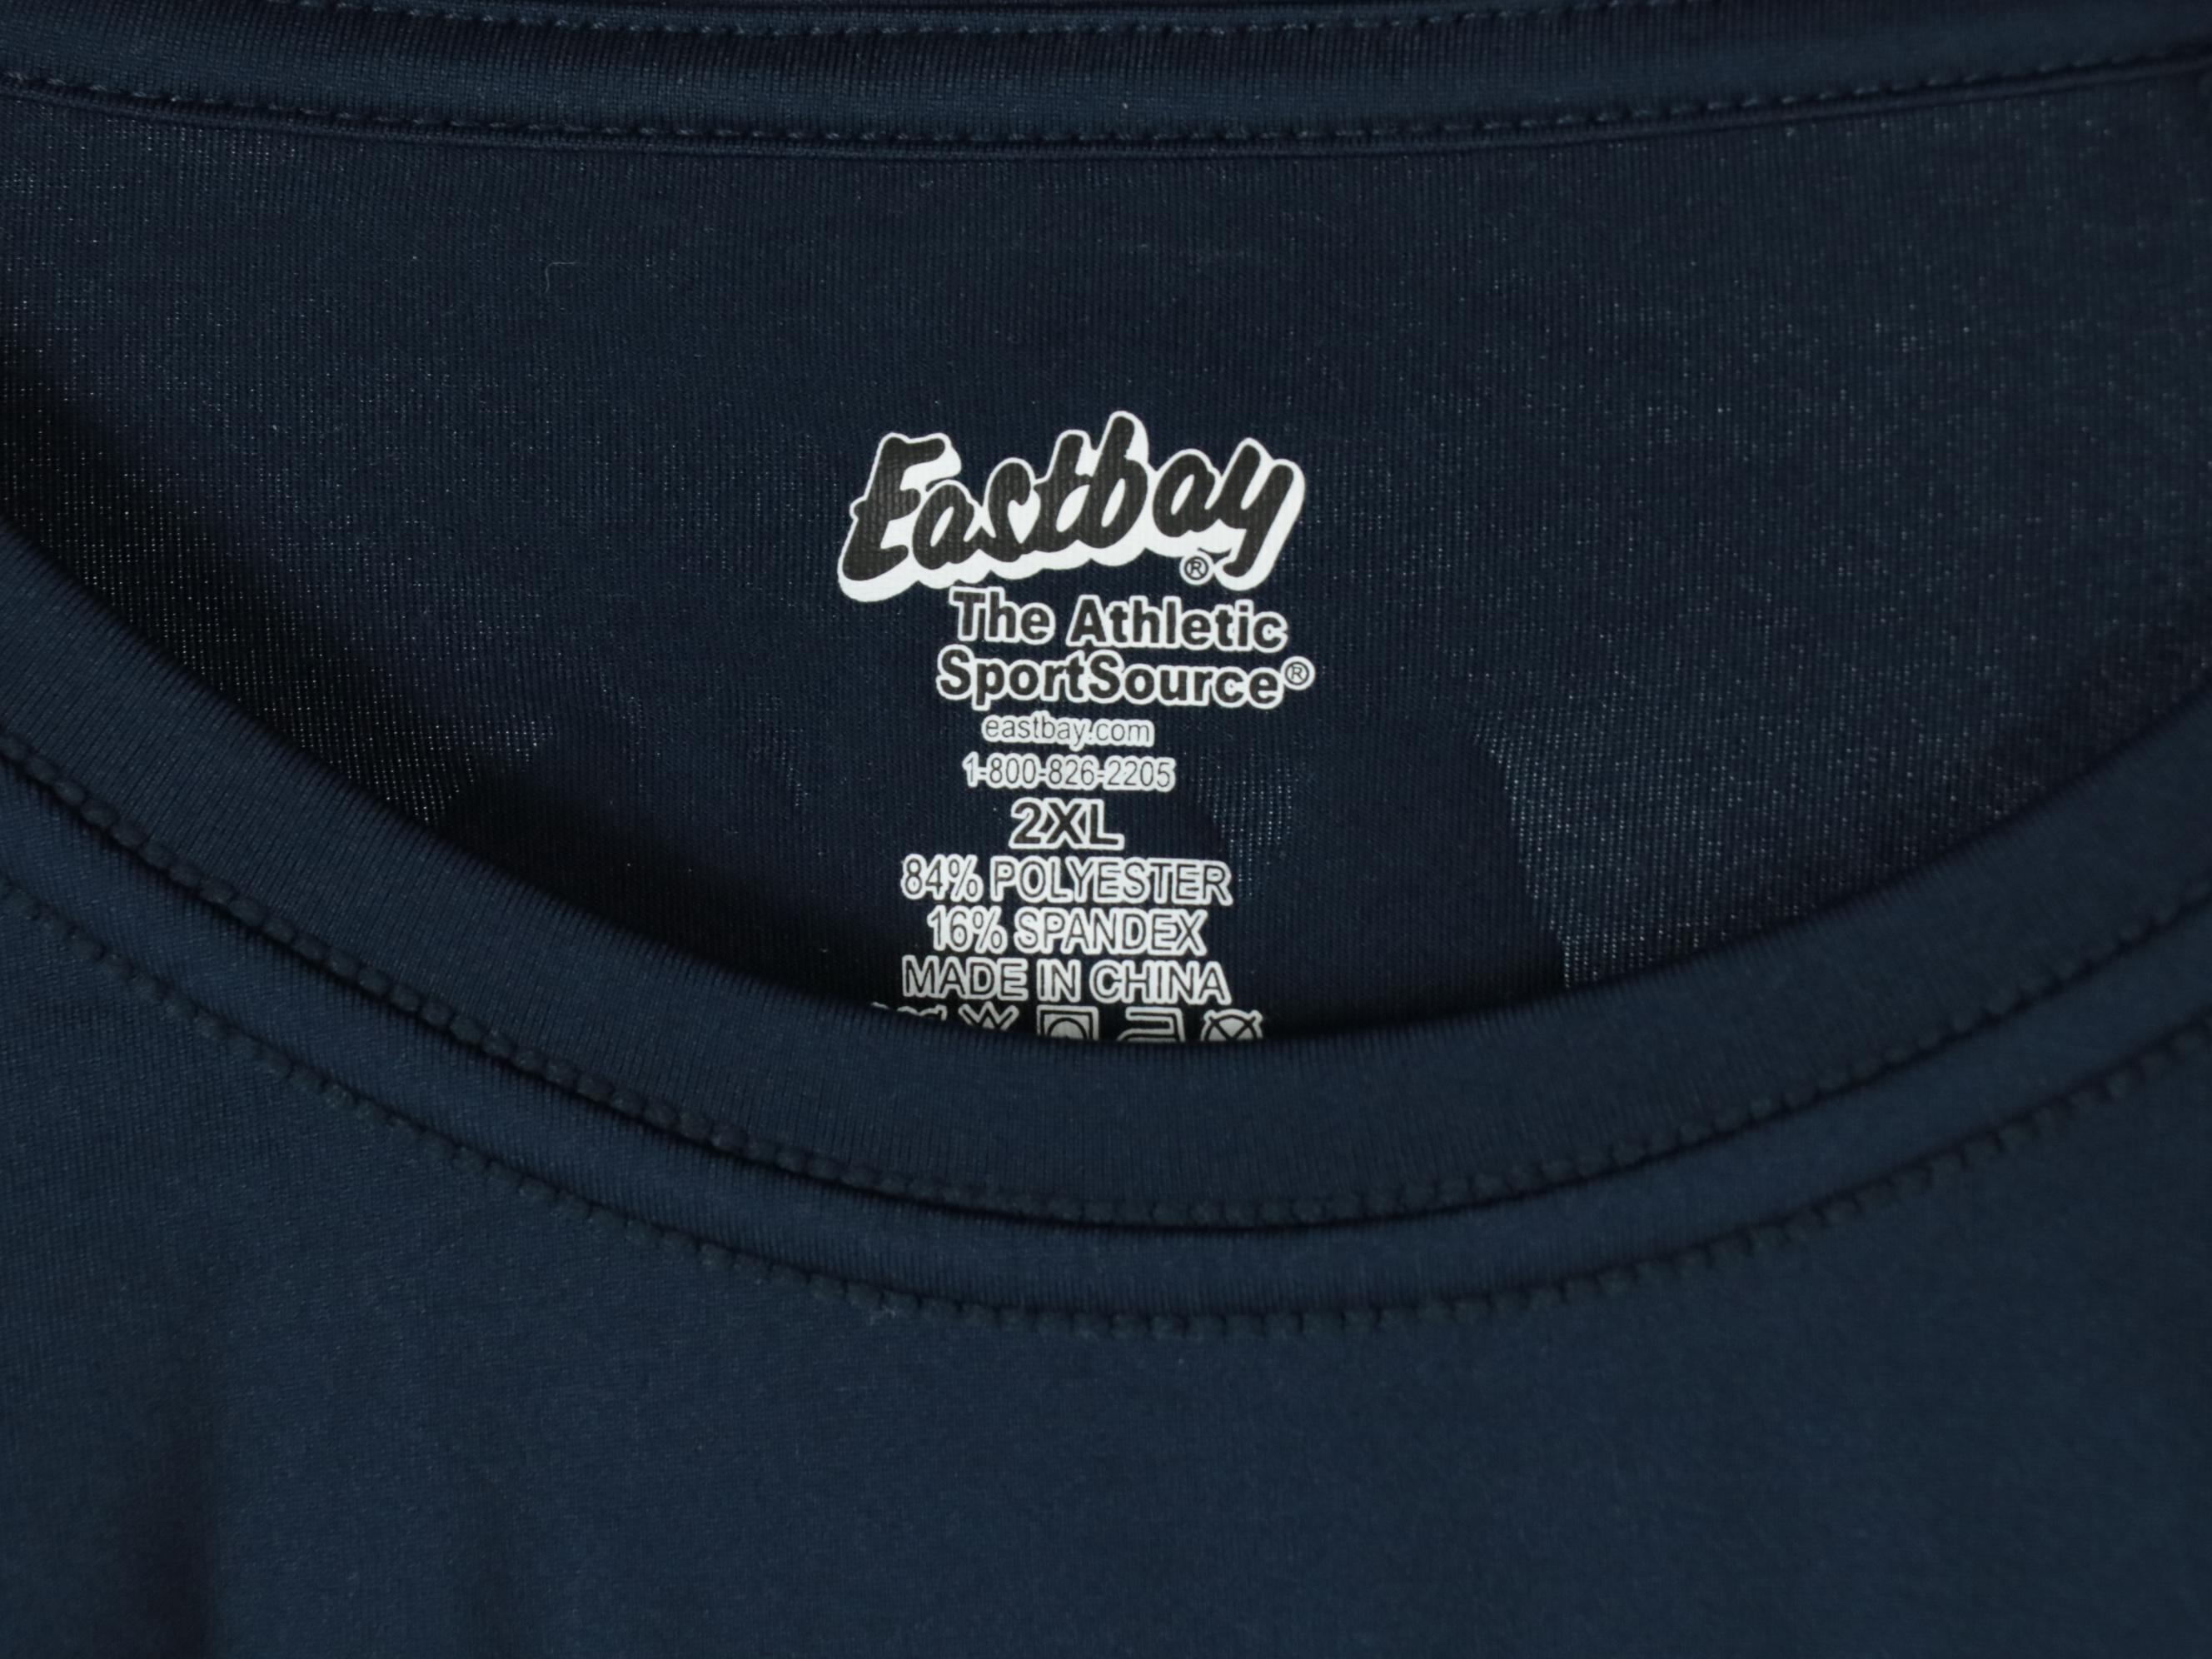 Eastbay®
The Athletic
SportSource®
eastbay.com
1-800-826-2205
2XL
84% POLYESTER
16% SPANDEX
MADE IN CHINA